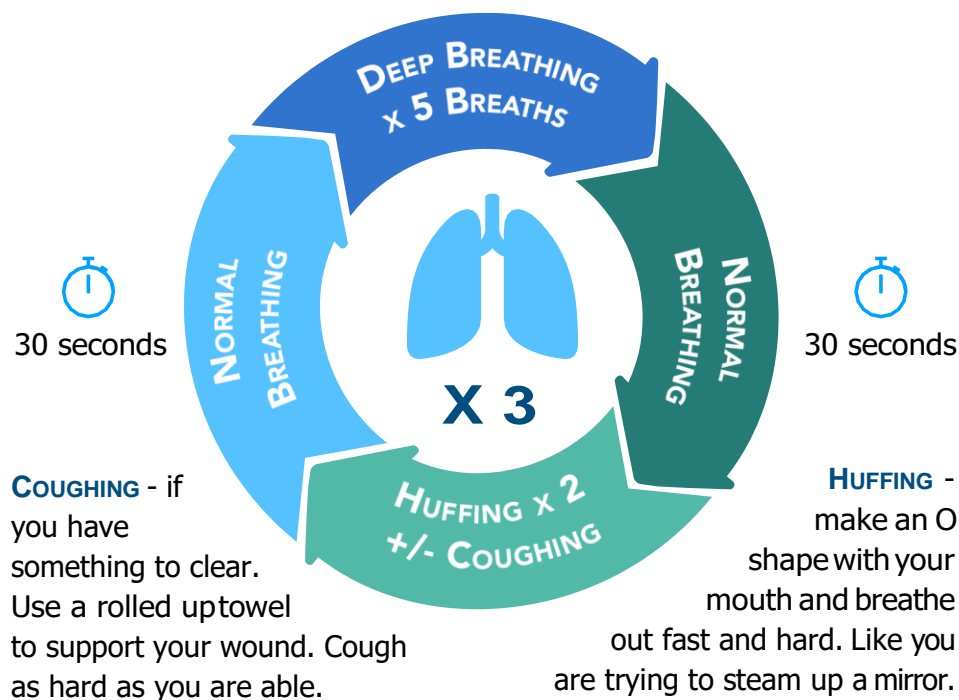 DEEP BREATHING
X 5 BREATHS
NORMAL
BREATHING
30 seconds
HUFFING X 2
+/- COUGHING
NORMAL
BREATHING
30 seconds
X 3
COUGHING - if
you have
something to clear.
Use a rolled up towel
to support your wound. Cough
as hard as you are able.
HUFFING -
make an O
shape with your
mouth and breathe
out fast and hard. Like you
are trying to steam up a mirror.